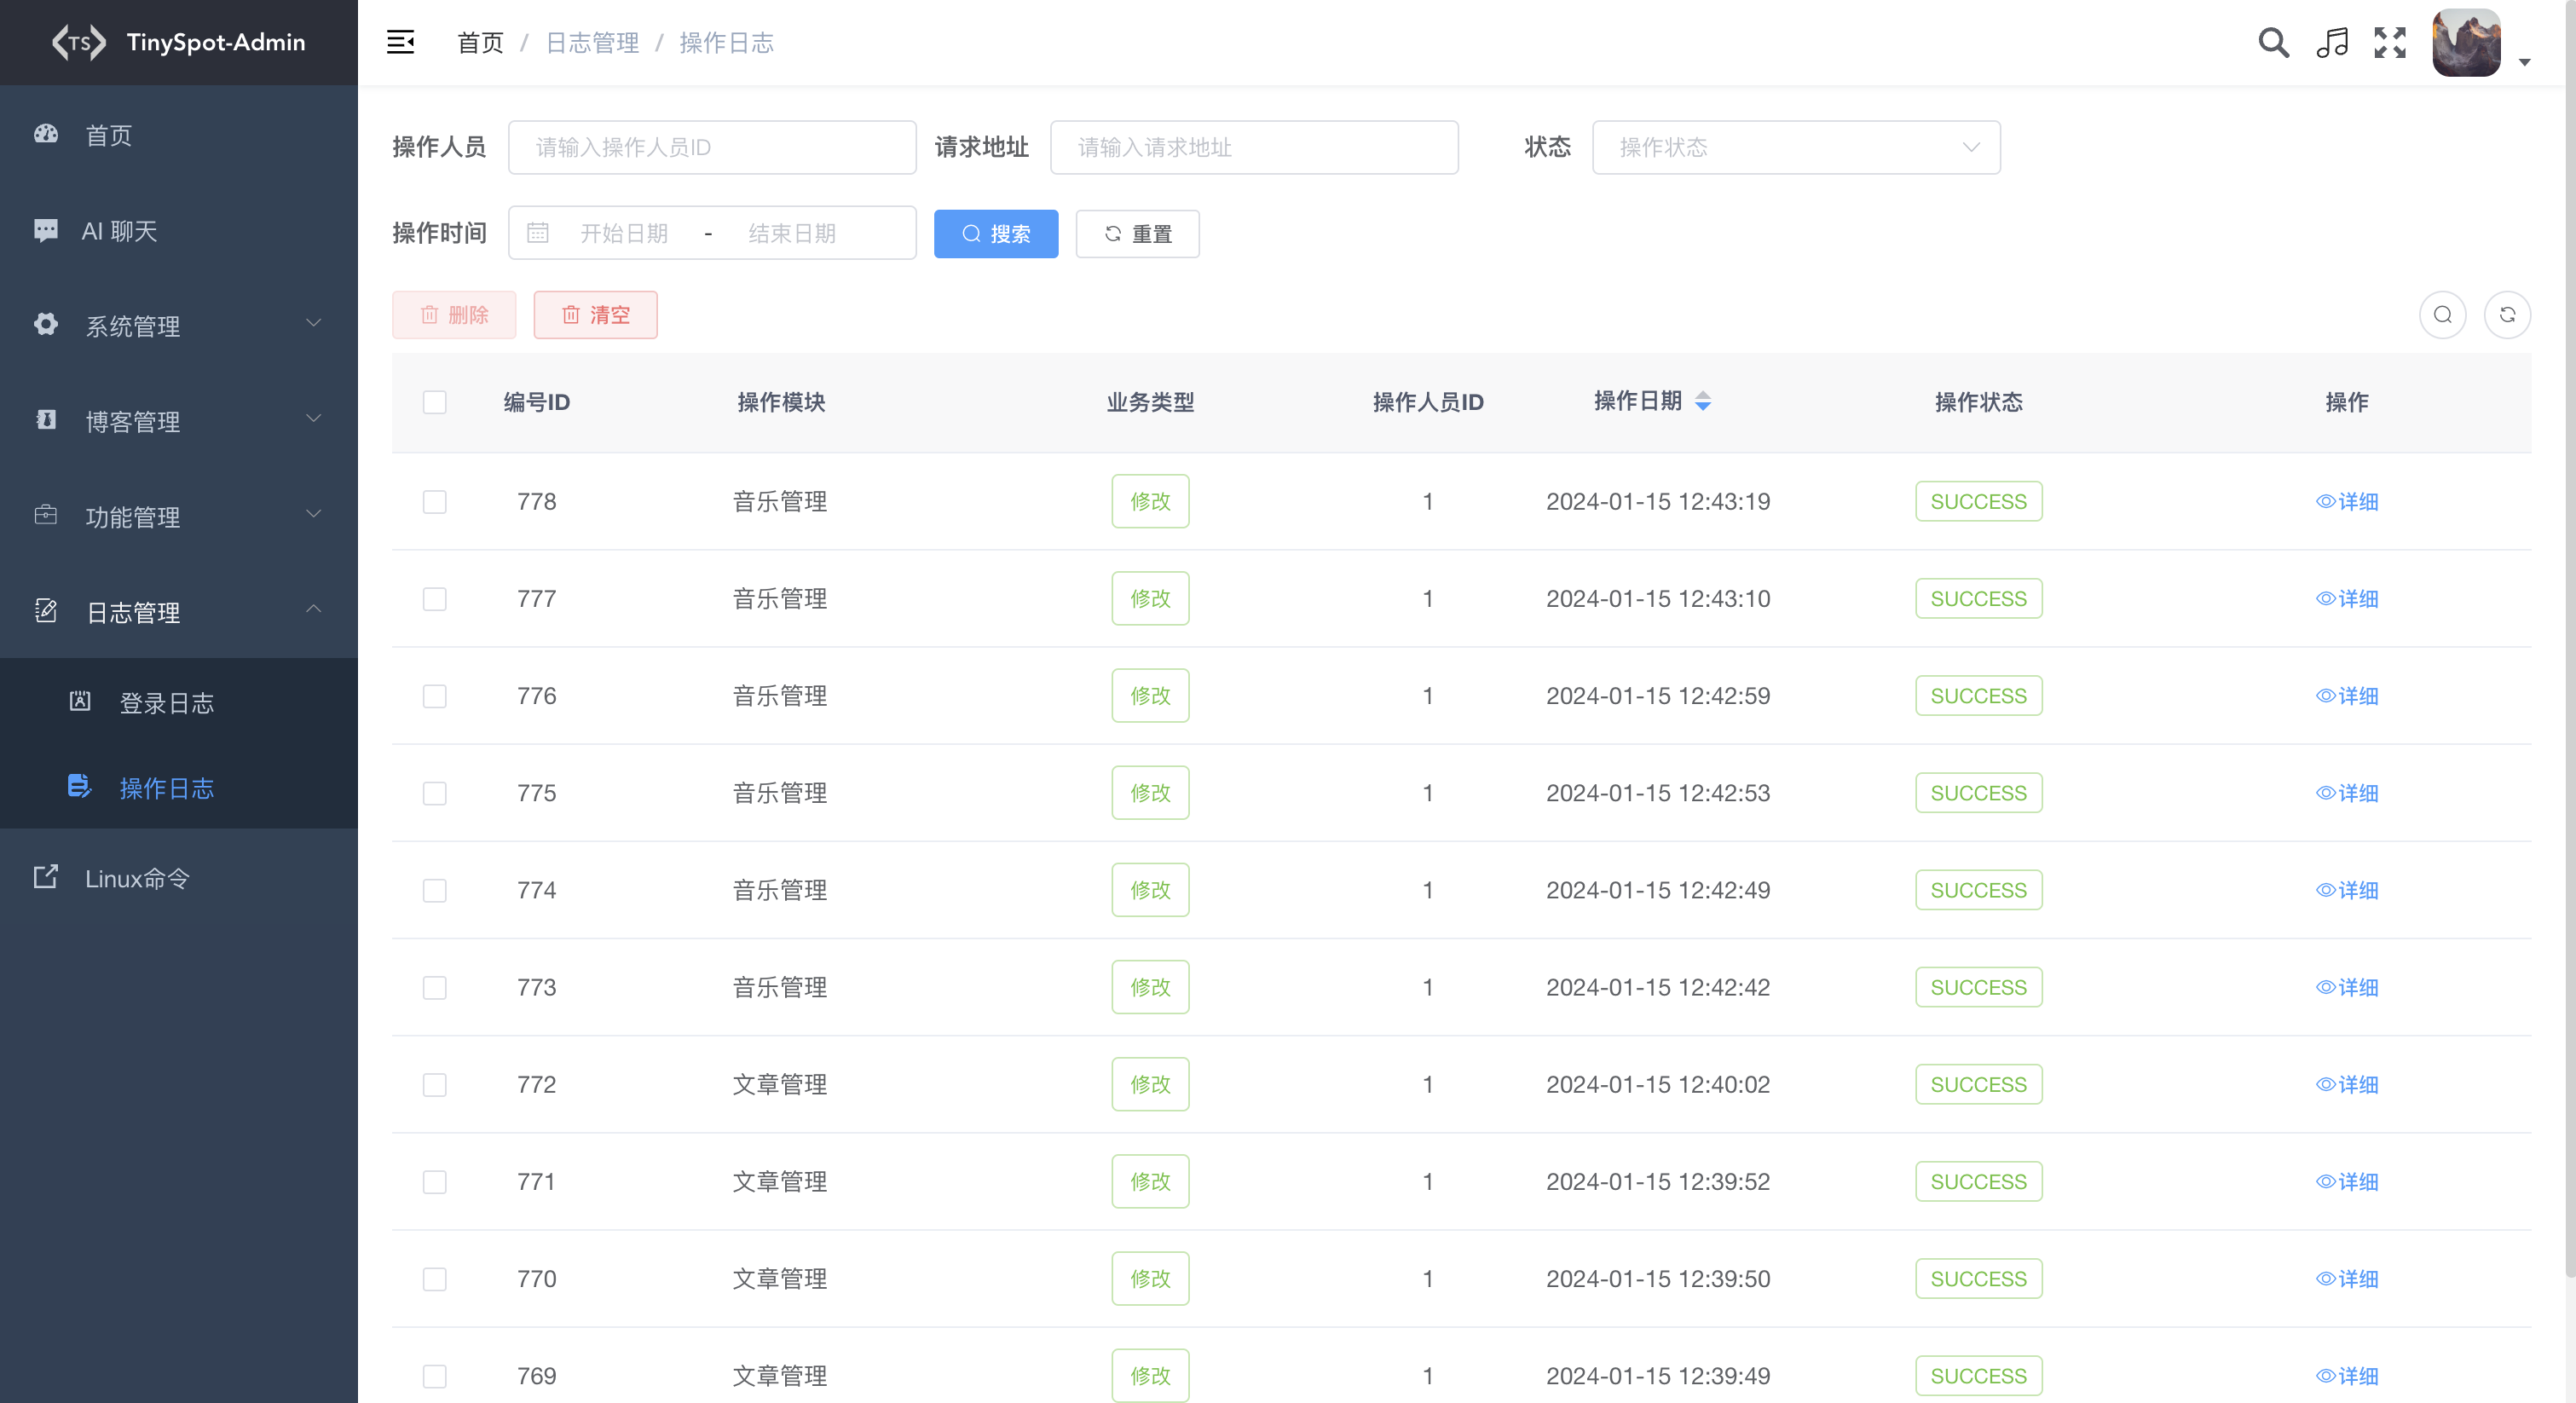 TS TinySpot-Admin
首页 / 日志管理 / 操作日志
首页
AI 聊天
系统管理
博客管理
功能管理
日志管理
登录日志
操作日志
Linux命令
操作人员 请输入操作人员ID 请求地址 请输入请求地址 状态 操作状态
操作时间 开始日期 - 结束日期 搜索 重置
删除 清空
编号ID 操作模块 业务类型 操作人员ID 操作日期 操作状态 操作
778 音乐管理 修改 1 2024-01-15 12:43:19 SUCCESS 详细
777 音乐管理 修改 1 2024-01-15 12:43:10 SUCCESS 详细
776 音乐管理 修改 1 2024-01-15 12:42:59 SUCCESS 详细
775 音乐管理 修改 1 2024-01-15 12:42:53 SUCCESS 详细
774 音乐管理 修改 1 2024-01-15 12:42:49 SUCCESS 详细
773 音乐管理 修改 1 2024-01-15 12:42:42 SUCCESS 详细
772 文章管理 修改 1 2024-01-15 12:40:02 SUCCESS 详细
771 文章管理 修改 1 2024-01-15 12:39:52 SUCCESS 详细
770 文章管理 修改 1 2024-01-15 12:39:50 SUCCESS 详细
769 文章管理 修改 1 2024-01-15 12:39:49 SUCCESS 详细